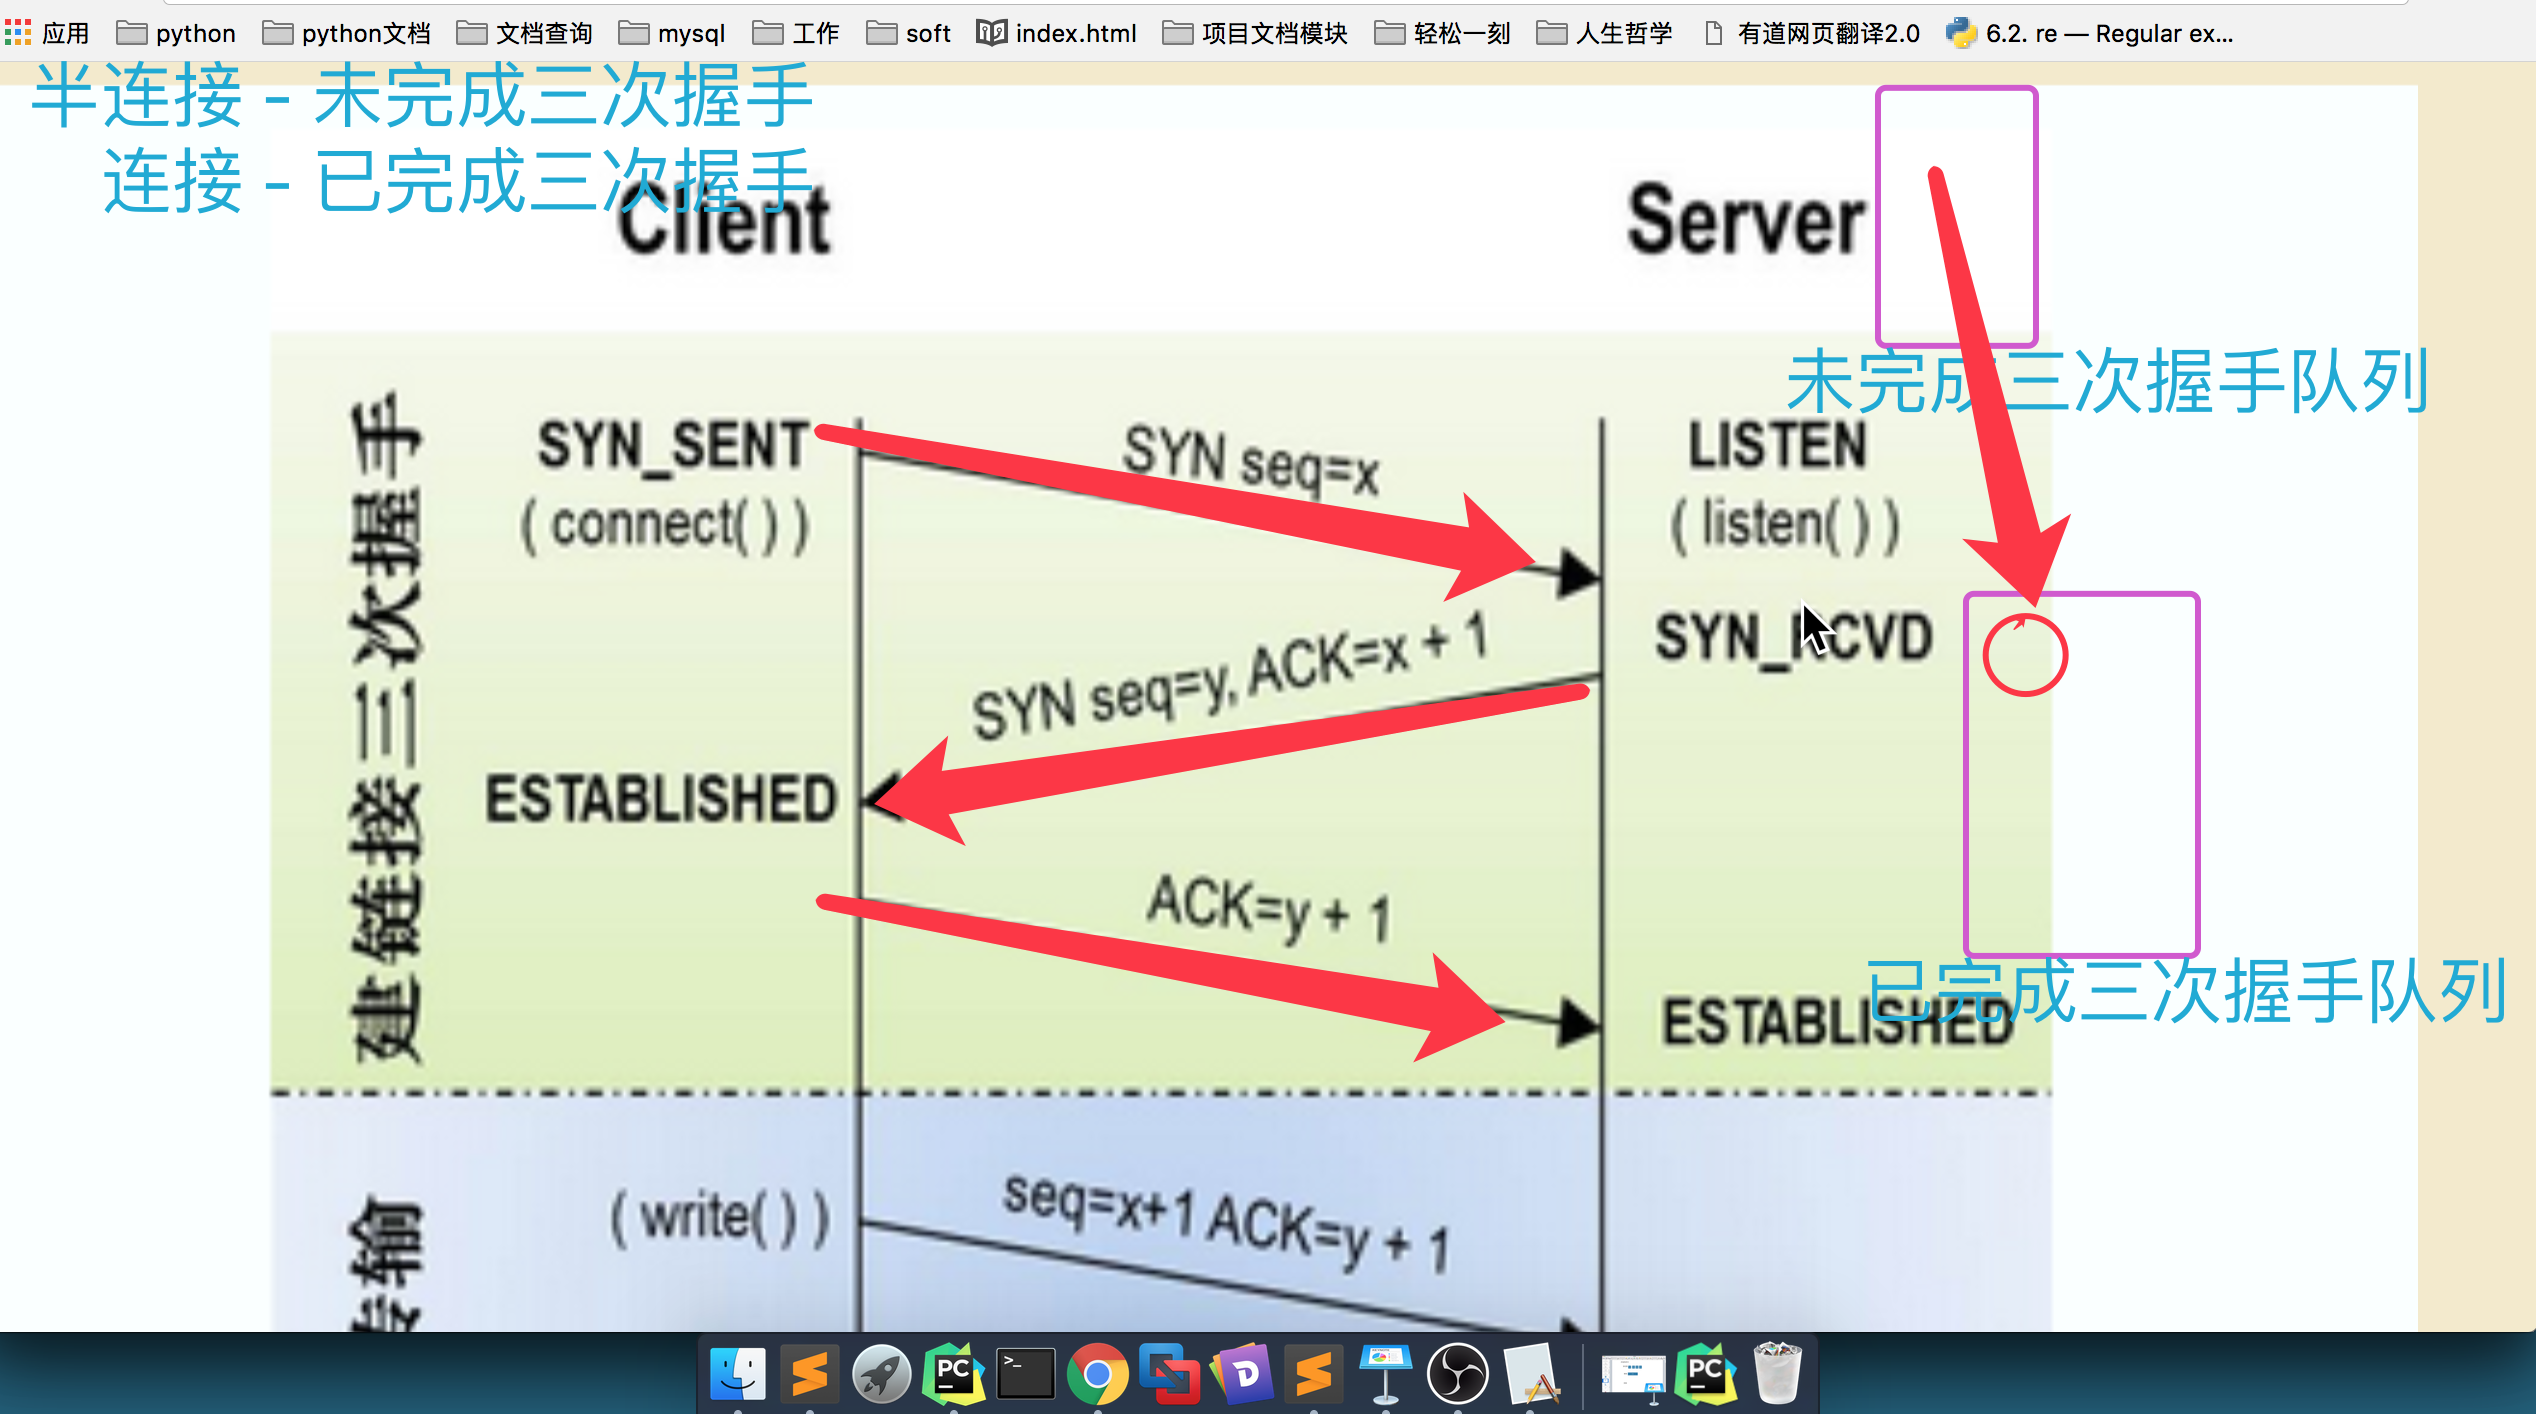 应用 python python文档 文档查询 mysql 工作 soft index.html 项目文档模块 轻松一刻 人生哲学 有道网页翻译2.0 6.2. re — Regular ex...
半连接 - 未完成三次握手
连接 - 已完成三次握手
Client
Server
未完成三次握手队列
建链接三次握手
SYN_SENT
( connect( ) )
SYN seq=x
LISTEN
( listen( ) )
SYN_RCVD
SYN seq=y, ACK=x + 1
ESTABLISHED
ACK=y + 1
已完成三次握手队列
ESTABLISHED
( write( ) )
seq=x+1 ACK=y + 1
输
PC
>_
D
PC